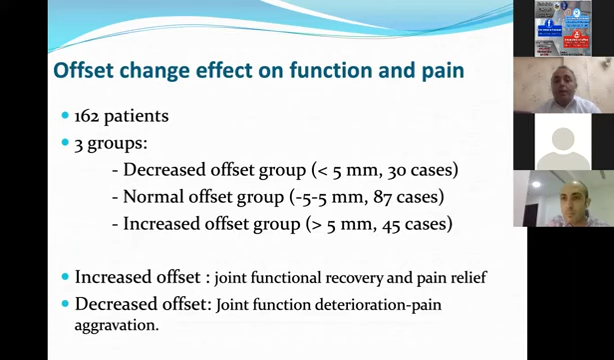 Offset change effect on function and pain
162 patients
3 groups:
- Decreased offset group (< 5 mm, 30 cases)
- Normal offset group (-5-5 mm, 87 cases)
- Increased offset group (> 5 mm, 45 cases)
Increased offset : joint functional recovery and pain relief
Decreased offset: Joint function deterioration-pain
aggravation.